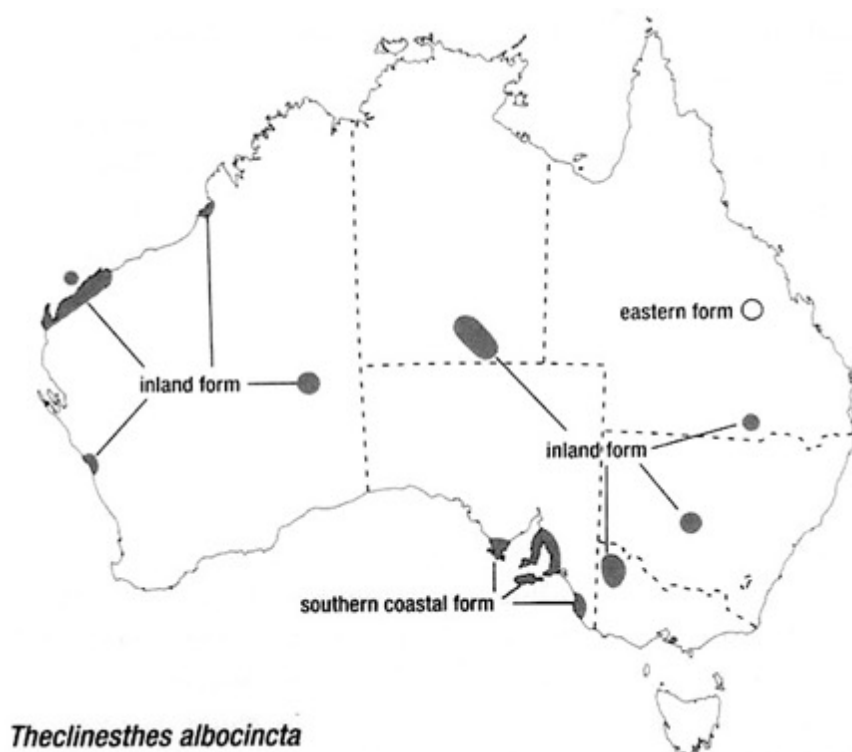 eastern form
inland form
inland form
southern coastal form
Theclinesthes albocincta